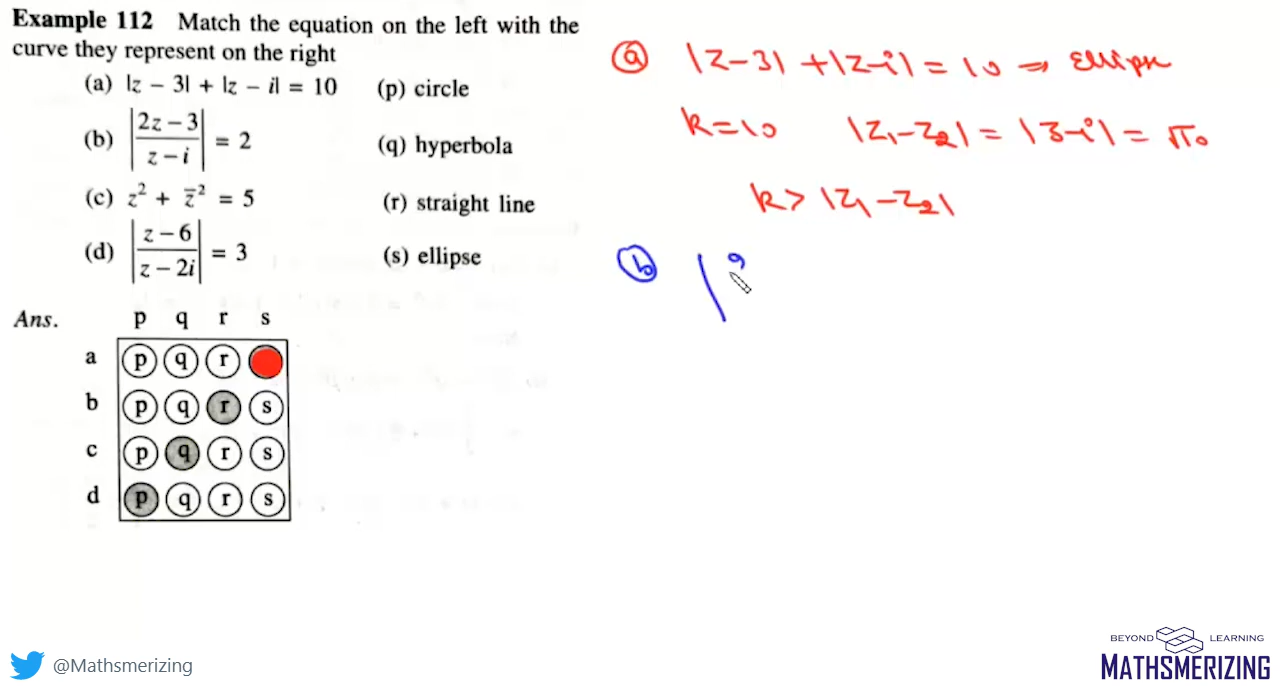 Example 112 Match the equation on the left with the
curve they represent on the right
(a) |z − 3| + |z − i| = 10 (p) circle
(b) |2z − 3 / z − i| = 2 (q) hyperbola
(c) z² + z̄² = 5 (r) straight line
(d) |z − 6 / z − 2i| = 3 (s) ellipse
Ans. p q r s
a p q r
b p q r s
c p q r s
d p q r s
(a) |z−3| + |z−i| = 10 ⇒ Ellipse
k = 10 |z₁−z₂| = |3−i| = √10
k > |z₁−z₂|
(b) |
@Mathsmerizing
BEYOND LEARNING
MATHSMERIZING